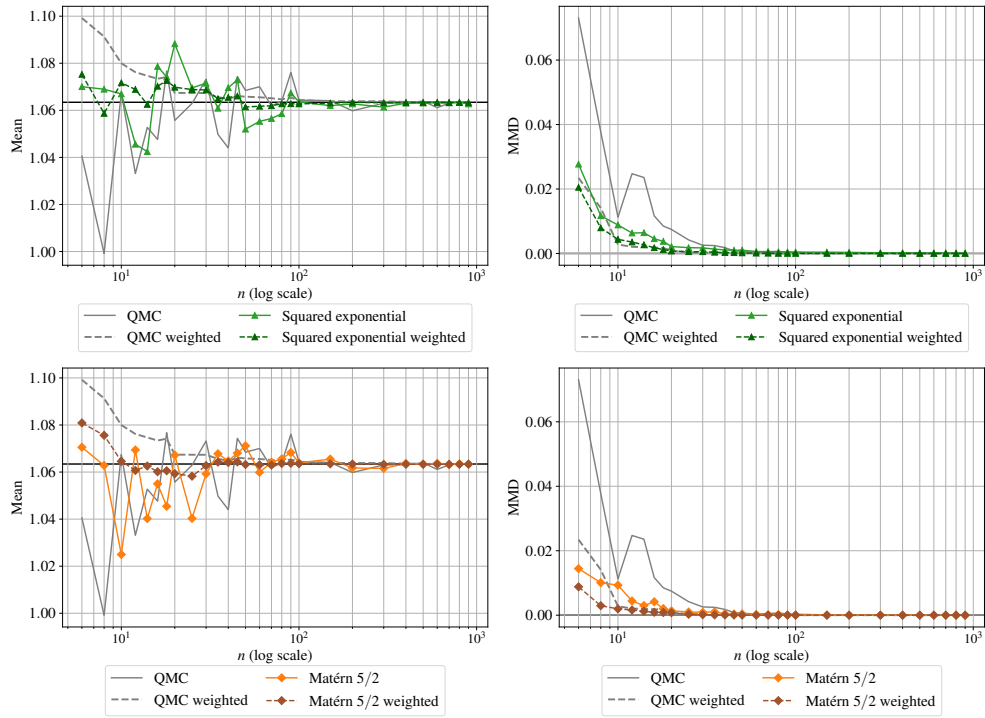 1.10
1.08
1.06
1.04
1.02
1.00
Mean
10¹
10²
10³
n (log scale)
QMC
QMC weighted
Squared exponential
Squared exponential weighted
0.06
0.04
0.02
0.00
MMD
10¹
10²
10³
n (log scale)
QMC
QMC weighted
Squared exponential
Squared exponential weighted
1.10
1.08
1.06
1.04
1.02
1.00
Mean
10¹
10²
10³
n (log scale)
QMC
QMC weighted
Matérn 5/2
Matérn 5/2 weighted
0.06
0.04
0.02
0.00
MMD
10¹
10²
10³
n (log scale)
QMC
QMC weighted
Matérn 5/2
Matérn 5/2 weighted